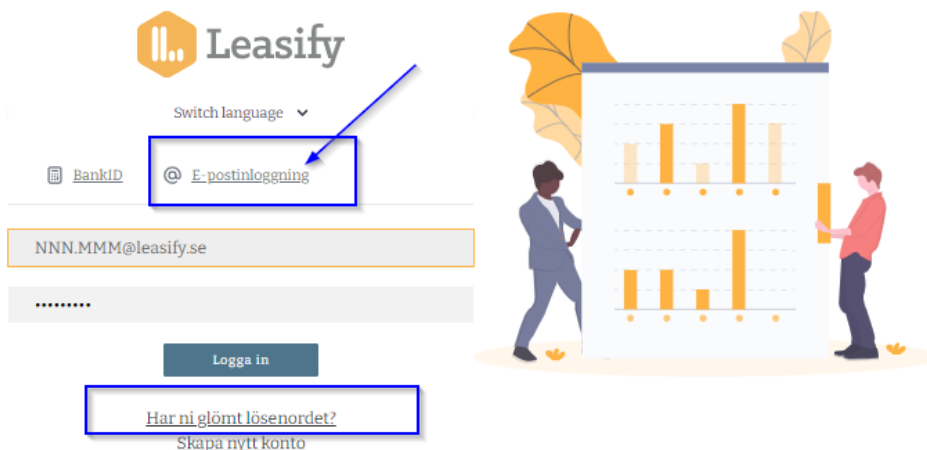 Leasify
Switch language
BankID
E-postinloggning
NNN.MMM@leasify.se
•••••••••
Logga in
Har ni glömt lösenordet?
Skapa nytt konto